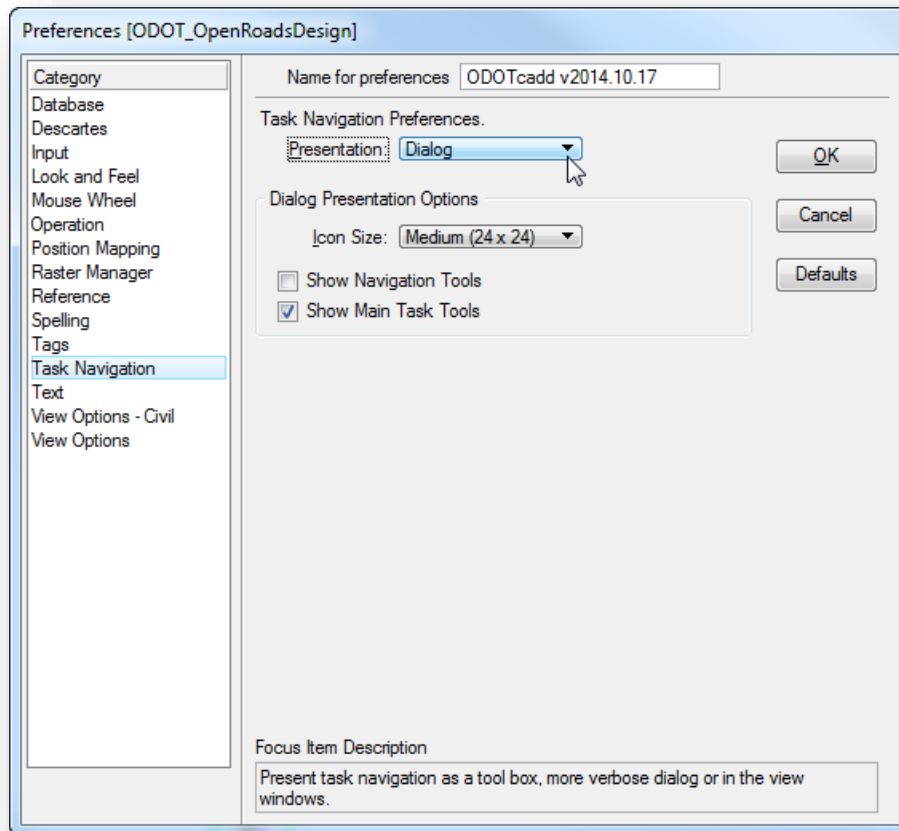 Preferences [ODOT_OpenRoadsDesign]
Category
Database
Descartes
Input
Look and Feel
Mouse Wheel
Operation
Position Mapping
Raster Manager
Reference
Spelling
Tags
Task Navigation
Text
View Options - Civil
View Options
Name for preferences ODOTcadd v2014.10.17
Task Navigation Preferences.
Presentation: Dialog
Dialog Presentation Options
Icon Size: Medium (24 x 24)
Show Navigation Tools
Show Main Task Tools
OK
Cancel
Defaults
Focus Item Description
Present task navigation as a tool box, more verbose dialog or in the view
windows.